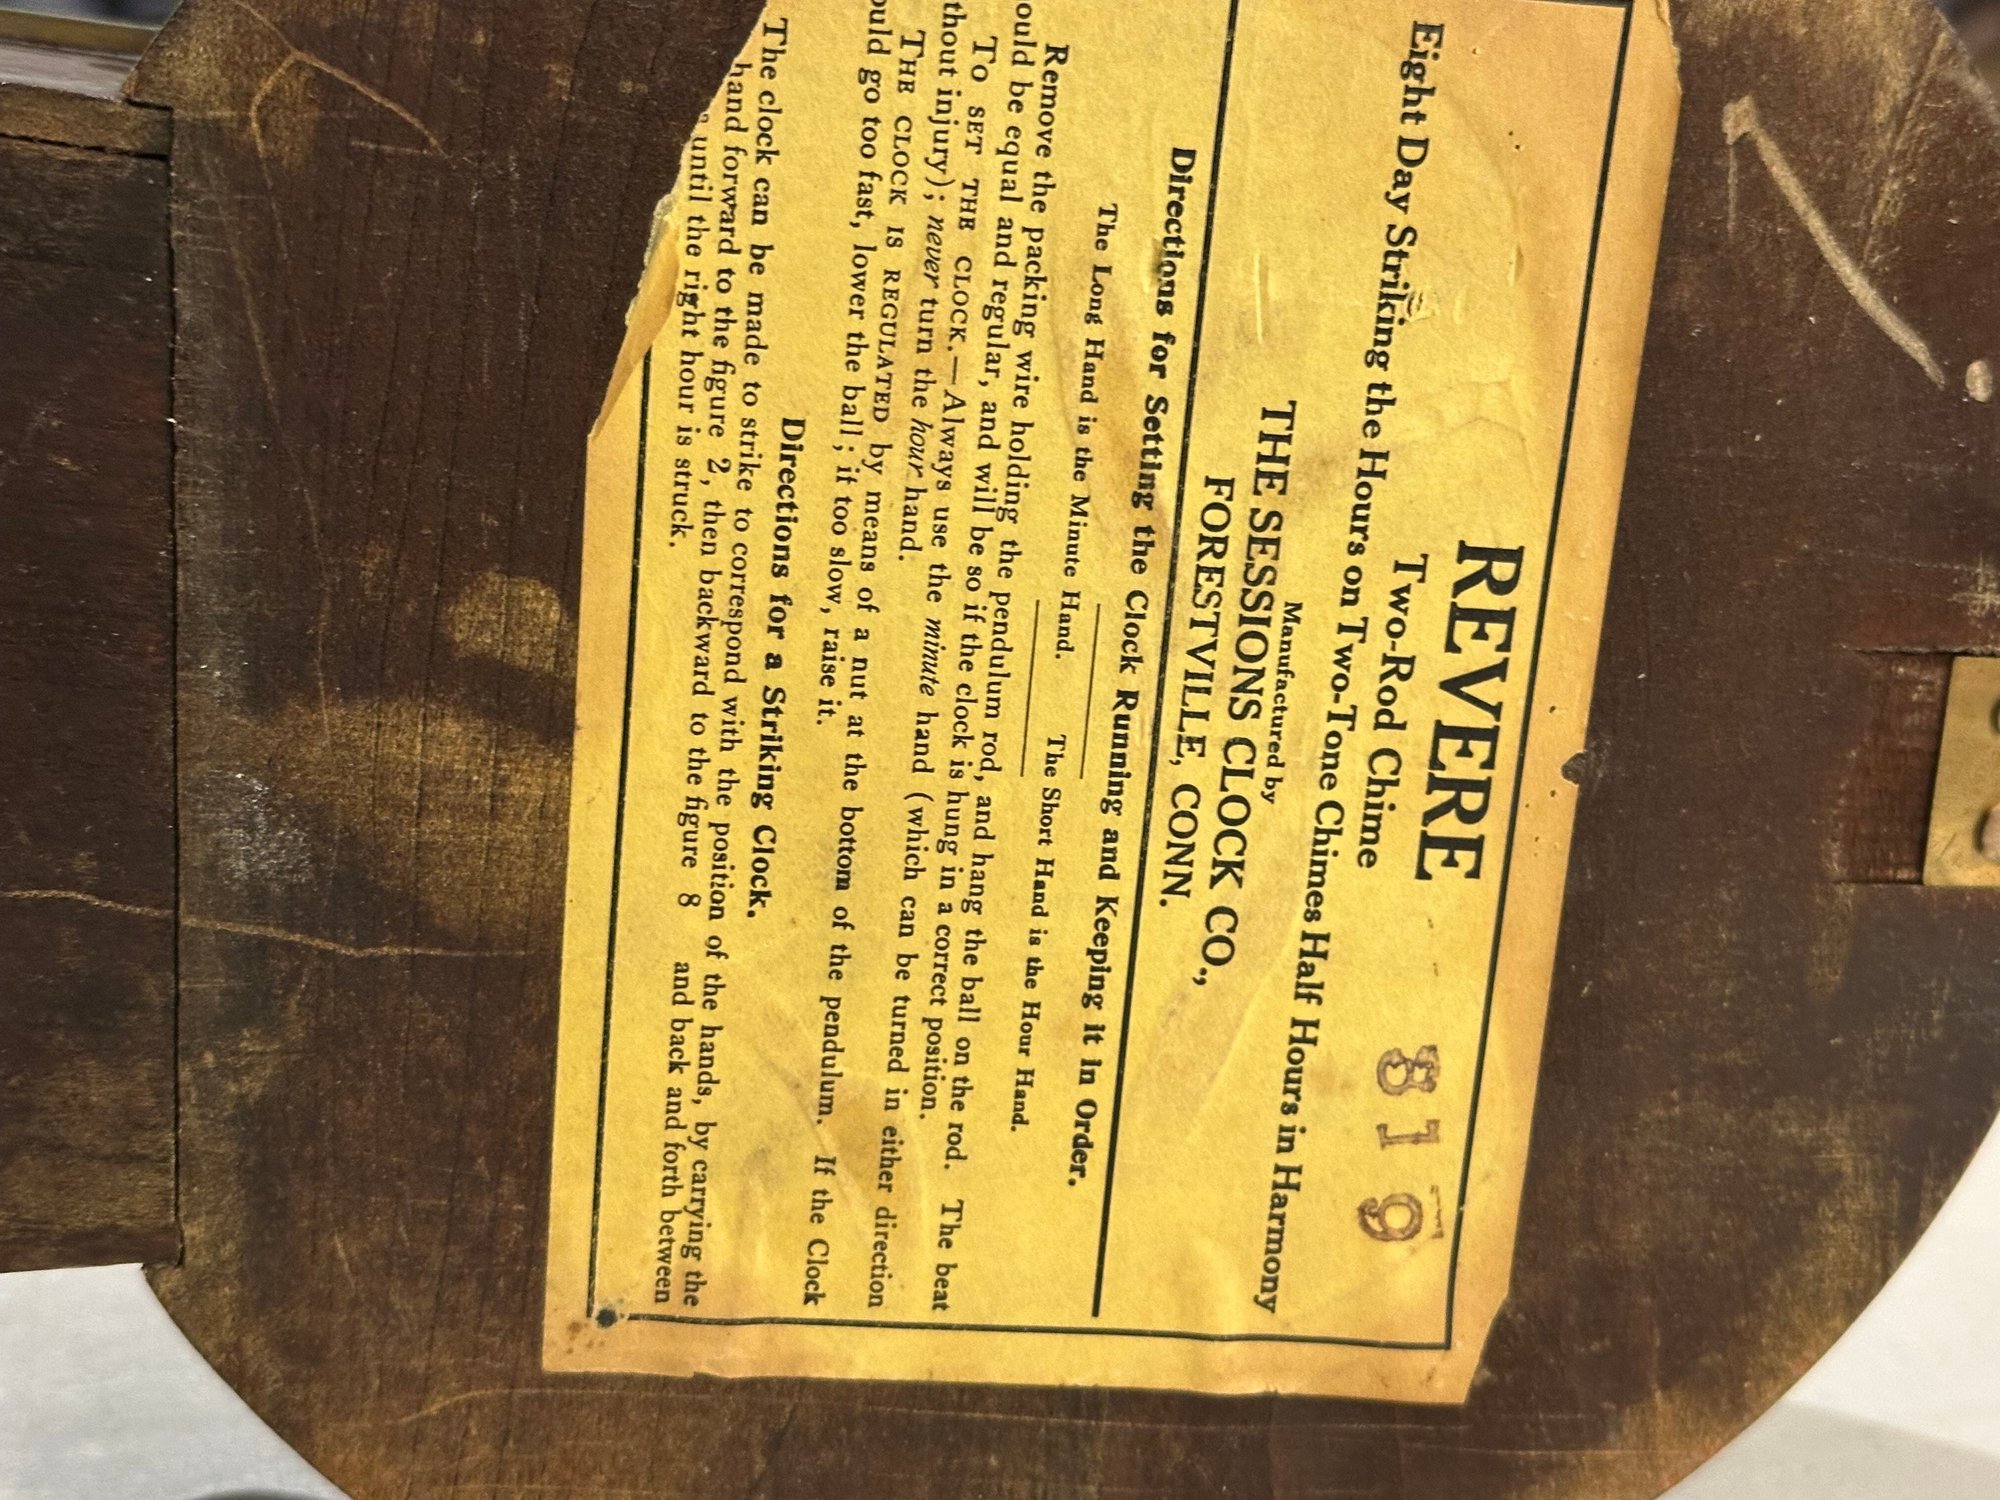 REVERE 819
Two-Rod Chime
Eight Day Striking the Hours on Two-Tone Chimes Half Hours in Harmony
Manufactured by
THE SESSIONS CLOCK CO.,
FORESTVILLE, CONN.
Directions for Setting the Clock Running and Keeping it in Order.
The Long Hand is the Minute Hand. The Short Hand is the Hour Hand.
Remove the packing wire holding the pendulum rod, and hang the ball on the rod. The beat
ould be equal and regular, and will be so if the clock is hung in a correct position.
TO SET THE CLOCK.—Always use the minute hand (which can be turned in either direction
thout injury); never turn the hour hand.
THE CLOCK IS REGULATED by means of a nut at the bottom of the pendulum. If the Clock
ould go too fast, lower the ball; if too slow, raise it.
Directions for a Striking Clock.
The clock can be made to strike to correspond with the position of the hands, by carrying the
hand forward to the figure 2, then backward to the figure 8 and back and forth between
until the right hour is struck.